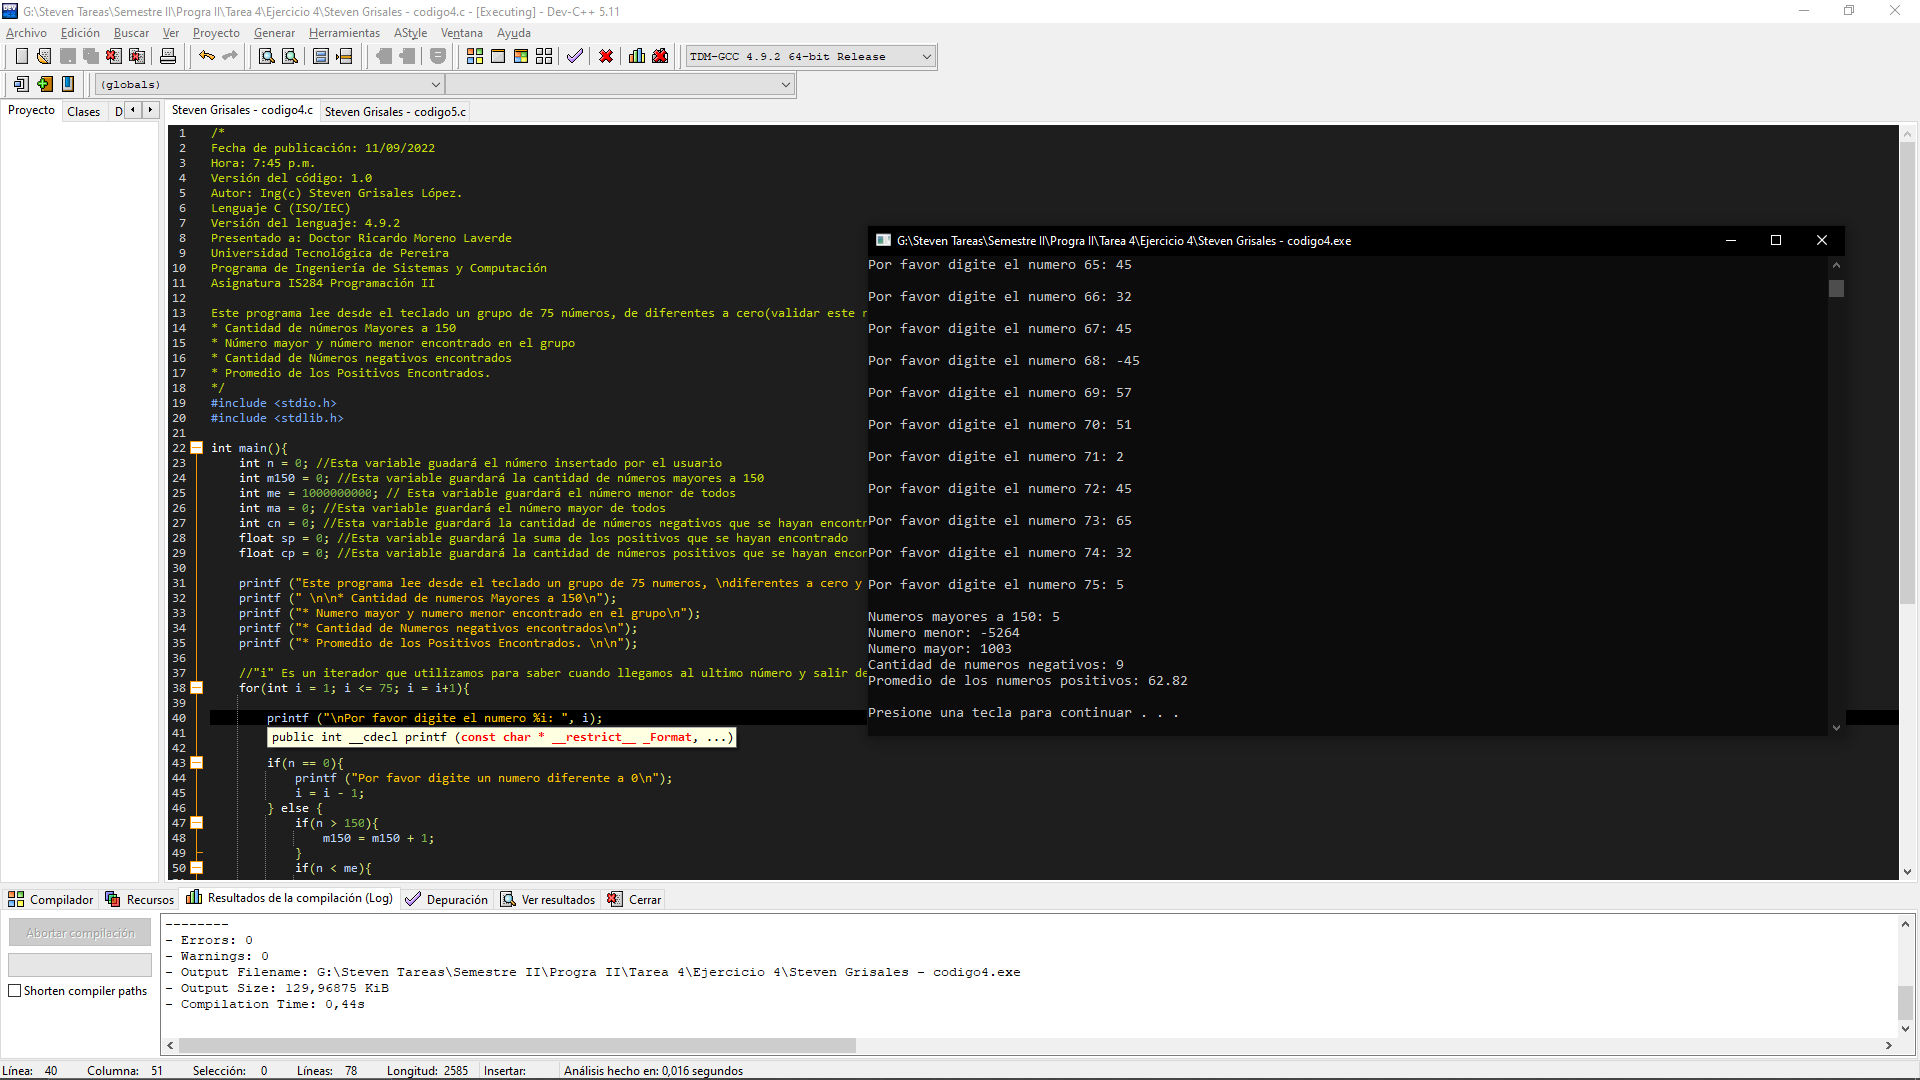 G:\Steven Tareas\Semestre II\Progra II\Tarea 4\Ejercicio 4\Steven Grisales - codigo4.c - [Executing] - Dev-C++ 5.11
Archivo Edición Buscar Ver Proyecto Generar Herramientas AStyle Ventana Ayuda
TDM-GCC 4.9.2 64-bit Release
(globals)
Proyecto Clases D
Steven Grisales - codigo4.c Steven Grisales - codigo5.c
1 /*
2 Fecha de publicación: 11/09/2022
3 Hora: 7:45 p.m.
4 Versión del código: 1.0
5 Autor: Ing(c) Steven Grisales López.
6 Lenguaje C (ISO/IEC)
7 Versión del lenguaje: 4.9.2
8 Presentado a: Doctor Ricardo Moreno Laverde
9 Universidad Tecnológica de Pereira
10 Programa de Ingeniería de Sistemas y Computación
11 Asignatura IS284 Programación II
12
13 Este programa lee desde el teclado un grupo de 75 números, de diferentes a cero(validar este
14 * Cantidad de números Mayores a 150
15 * Número mayor y número menor encontrado en el grupo
16 * Cantidad de Números negativos encontrados
17 * Promedio de los Positivos Encontrados.
18 */
19 #include <stdio.h>
20 #include <stdlib.h>
21
22 int main(){
23 int n = 0; //Esta variable guadará el número insertado por el usuario
24 int m150 = 0; //Esta variable guardará la cantidad de números mayores a 150
25 int me = 1000000000; // Esta variable guardará el número menor de todos
26 int ma = 0; //Esta variable guardará el número mayor de todos
27 int cn = 0; //Esta variable guardará la cantidad de números negativos que se hayan encontr
28 float sp = 0; //Esta variable guardará la suma de los positivos que se hayan encontrado
29 float cp = 0; //Esta variable guardará la cantidad de números positivos que se hayan encon
30
31 printf ("Este programa lee desde el teclado un grupo de 75 numeros, \ndiferentes a cero y
32 printf (" \n\n* Cantidad de numeros Mayores a 150\n");
33 printf ("* Numero mayor y numero menor encontrado en el grupo\n");
34 printf ("* Cantidad de Numeros negativos encontrados\n");
35 printf ("* Promedio de los Positivos Encontrados. \n\n");
36
37 //"i" Es un iterador que utilizamos para saber cuando llegamos al ultimo número y salir de
38 for(int i = 1; i <= 75; i = i+1){
39
40 printf ("\nPor favor digite el numero %i: ", i);
41 public int __cdecl printf (const char * __restrict__ _Format, ...)
42
43 if(n == 0){
44 printf ("Por favor digite un numero diferente a 0\n");
45 i = i - 1;
46 } else {
47 if(n > 150){
48 m150 = m150 + 1;
49 }
50 if(n < me){
G:\Steven Tareas\Semestre II\Progra II\Tarea 4\Ejercicio 4\Steven Grisales - codigo4.exe
Por favor digite el numero 65: 45
Por favor digite el numero 66: 32
Por favor digite el numero 67: 45
Por favor digite el numero 68: -45
Por favor digite el numero 69: 57
Por favor digite el numero 70: 51
Por favor digite el numero 71: 2
Por favor digite el numero 72: 45
Por favor digite el numero 73: 65
Por favor digite el numero 74: 32
Por favor digite el numero 75: 5
Numeros mayores a 150: 5
Numero menor: -5264
Numero mayor: 1003
Cantidad de numeros negativos: 9
Promedio de los numeros positivos: 62.82
Presione una tecla para continuar . . .
Compilador Recursos Resultados de la compilación (Log) Depuración Ver resultados Cerrar
Abortar compilación
Shorten compiler paths
--------
- Errors: 0
- Warnings: 0
- Output Filename: G:\Steven Tareas\Semestre II\Progra II\Tarea 4\Ejercicio 4\Steven Grisales - codigo4.exe
- Output Size: 129,96875 KiB
- Compilation Time: 0,44s
Línea: 40 Columna: 51 Selección: 0 Líneas: 78 Longitud: 2585 Insertar: Análisis hecho en: 0,016 segundos